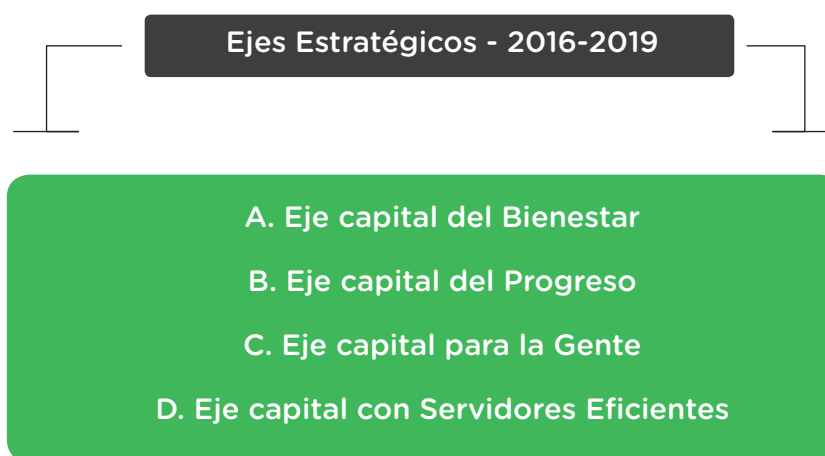 Ejes Estratégicos - 2016-2019
A. Eje capital del Bienestar
B. Eje capital del Progreso
C. Eje capital para la Gente
D. Eje capital con Servidores Eficientes